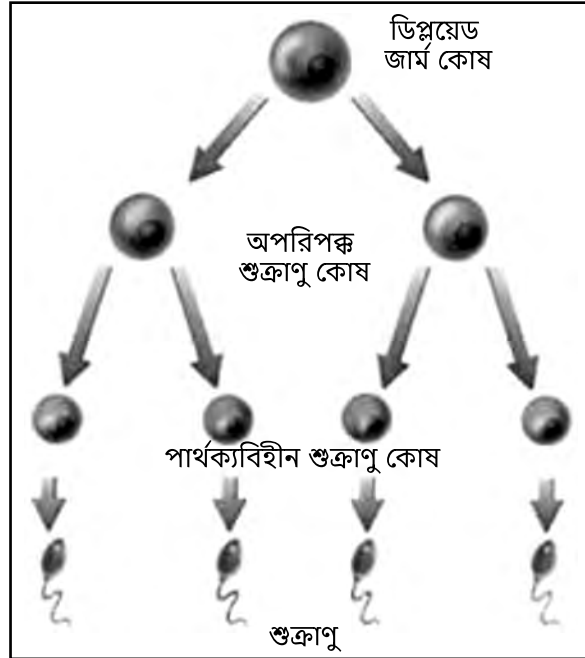 ডিপ্লয়েড
জার্ম কোষ
অপরিপক্ক
শুক্রাণু কোষ
পার্থক্যবিহীন শুক্রাণু কোষ
শুক্রাণু